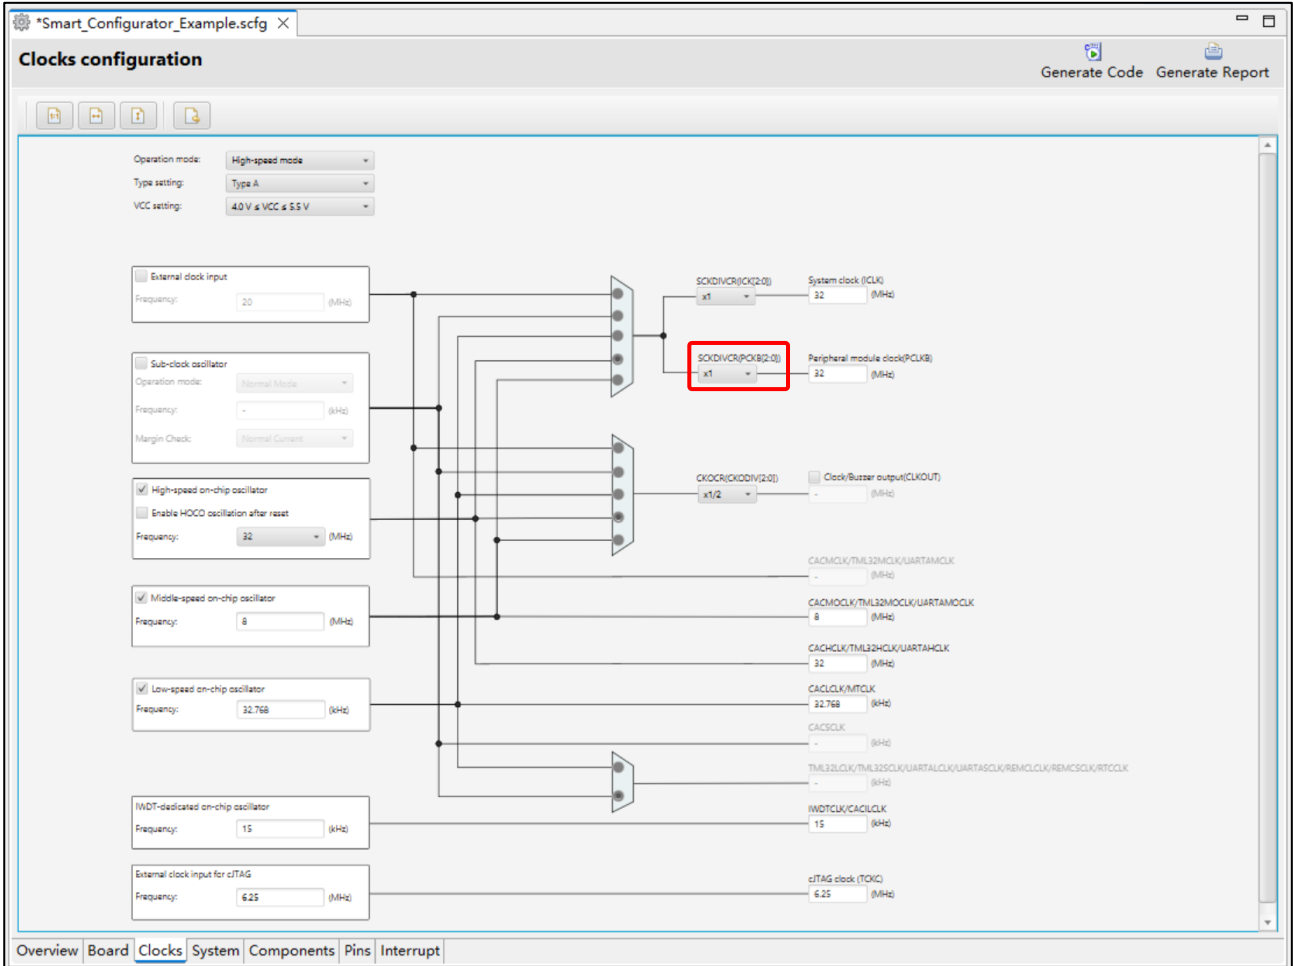 *Smart_Configurator_Example.scfg
Clocks configuration
Generate Code Generate Report
1:1
Operation mode: High-speed mode
Type setting: Type A
VCC setting: 4.0 V ≤ VCC ≤ 5.5 V
External clock input
Frequency: 20 (MHz)
SCKDIVCR(ICK[2:0]) System clock (ICLK)
x1 32 (MHz)
Sub-clock oscillator
Operation mode: Normal Mode
Frequency: - (kHz)
Margin Check: Normal Current
SCKDIVCR(PCKB[2:0]) Peripheral module clock(PCLKB)
x1 32 (MHz)
High-speed on-chip oscillator
Enable HOCO oscillation after reset
Frequency: 32 (MHz)
CKOCR(CKODIV[2:0]) Clock/Buzzer output(CLKOUT)
x1/2 - (MHz)
CACMCLK/TML32MCLK/UARTAMCLK
- (MHz)
Middle-speed on-chip oscillator
Frequency: 8 (MHz)
CACMOCLK/TML32MOCLK/UARTAMOCLK
8 (MHz)
CACHCLK/TML32HCLK/UARTAHCLK
32 (MHz)
Low-speed on-chip oscillator
Frequency: 32.768 (kHz)
CACLCLK/MTCLK
32.768 (kHz)
CACSCLK
- (kHz)
TML32LCLK/TML32SCLK/UARTALCLK/UARTASCLK/REMCLCLK/REMCSCLK/RTCCLK
- (kHz)
IWDT-dedicated on-chip oscillator
Frequency: 15 (kHz)
IWDTCLK/CACILCLK
15 (kHz)
External clock input for cJTAG
Frequency: 6.25 (MHz)
cJTAG clock (TCKC)
6.25 (MHz)
Overview Board Clocks System Components Pins Interrupt